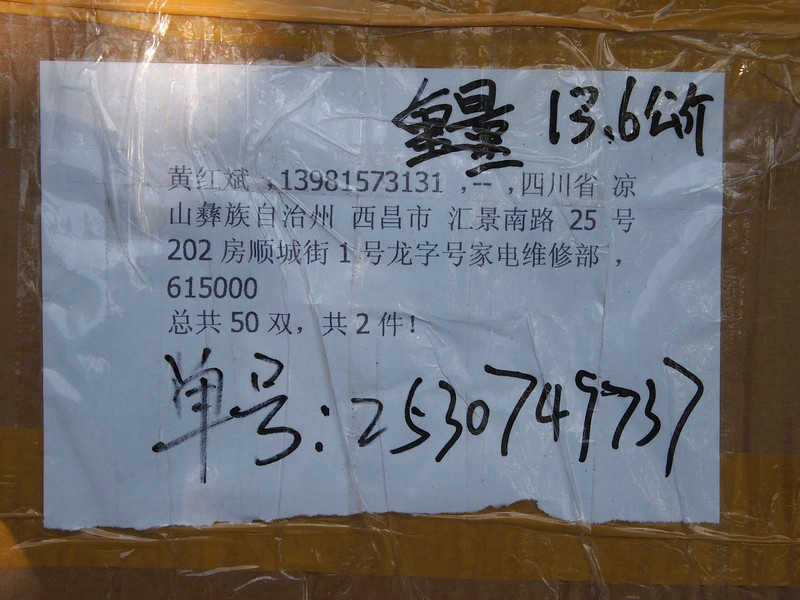 重量 13.6公斤
黄红斌 ,13981573131 ,-- ,四川省 凉
山彝族自治州 西昌市 汇景南路 25 号
202 房顺城街 1 号龙字号家电维修部 ,
615000
总共 50 双，共 2 件！
单号:2530749737